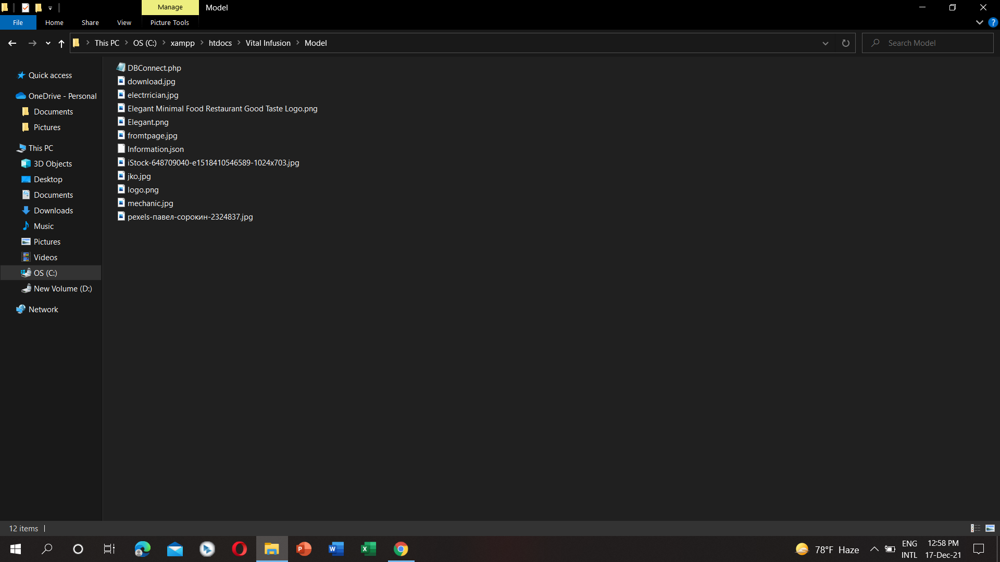 Manage
Model
File
Home
Share
View
Picture Tools
This PC
OS (C:)
xampp
htdocs
Vital Infusion
Model
Search Model
Quick access
OneDrive - Personal
Documents
Pictures
This PC
3D Objects
Desktop
Documents
Downloads
Music
Pictures
Videos
OS (C:)
New Volume (D:)
Network
DBConnect.php
download.jpg
electrrician.jpg
Elegant Minimal Food Restaurant Good Taste Logo.png
Elegant.png
fromtpage.jpg
Information.json
iStock-648709040-e1518410546589-1024x703.jpg
jko.jpg
logo.png
mechanic.jpg
pexels-павел-сорокин-2324837.jpg
12 items
78°F Haze
ENG
INTL
12:58 PM
17-Dec-21